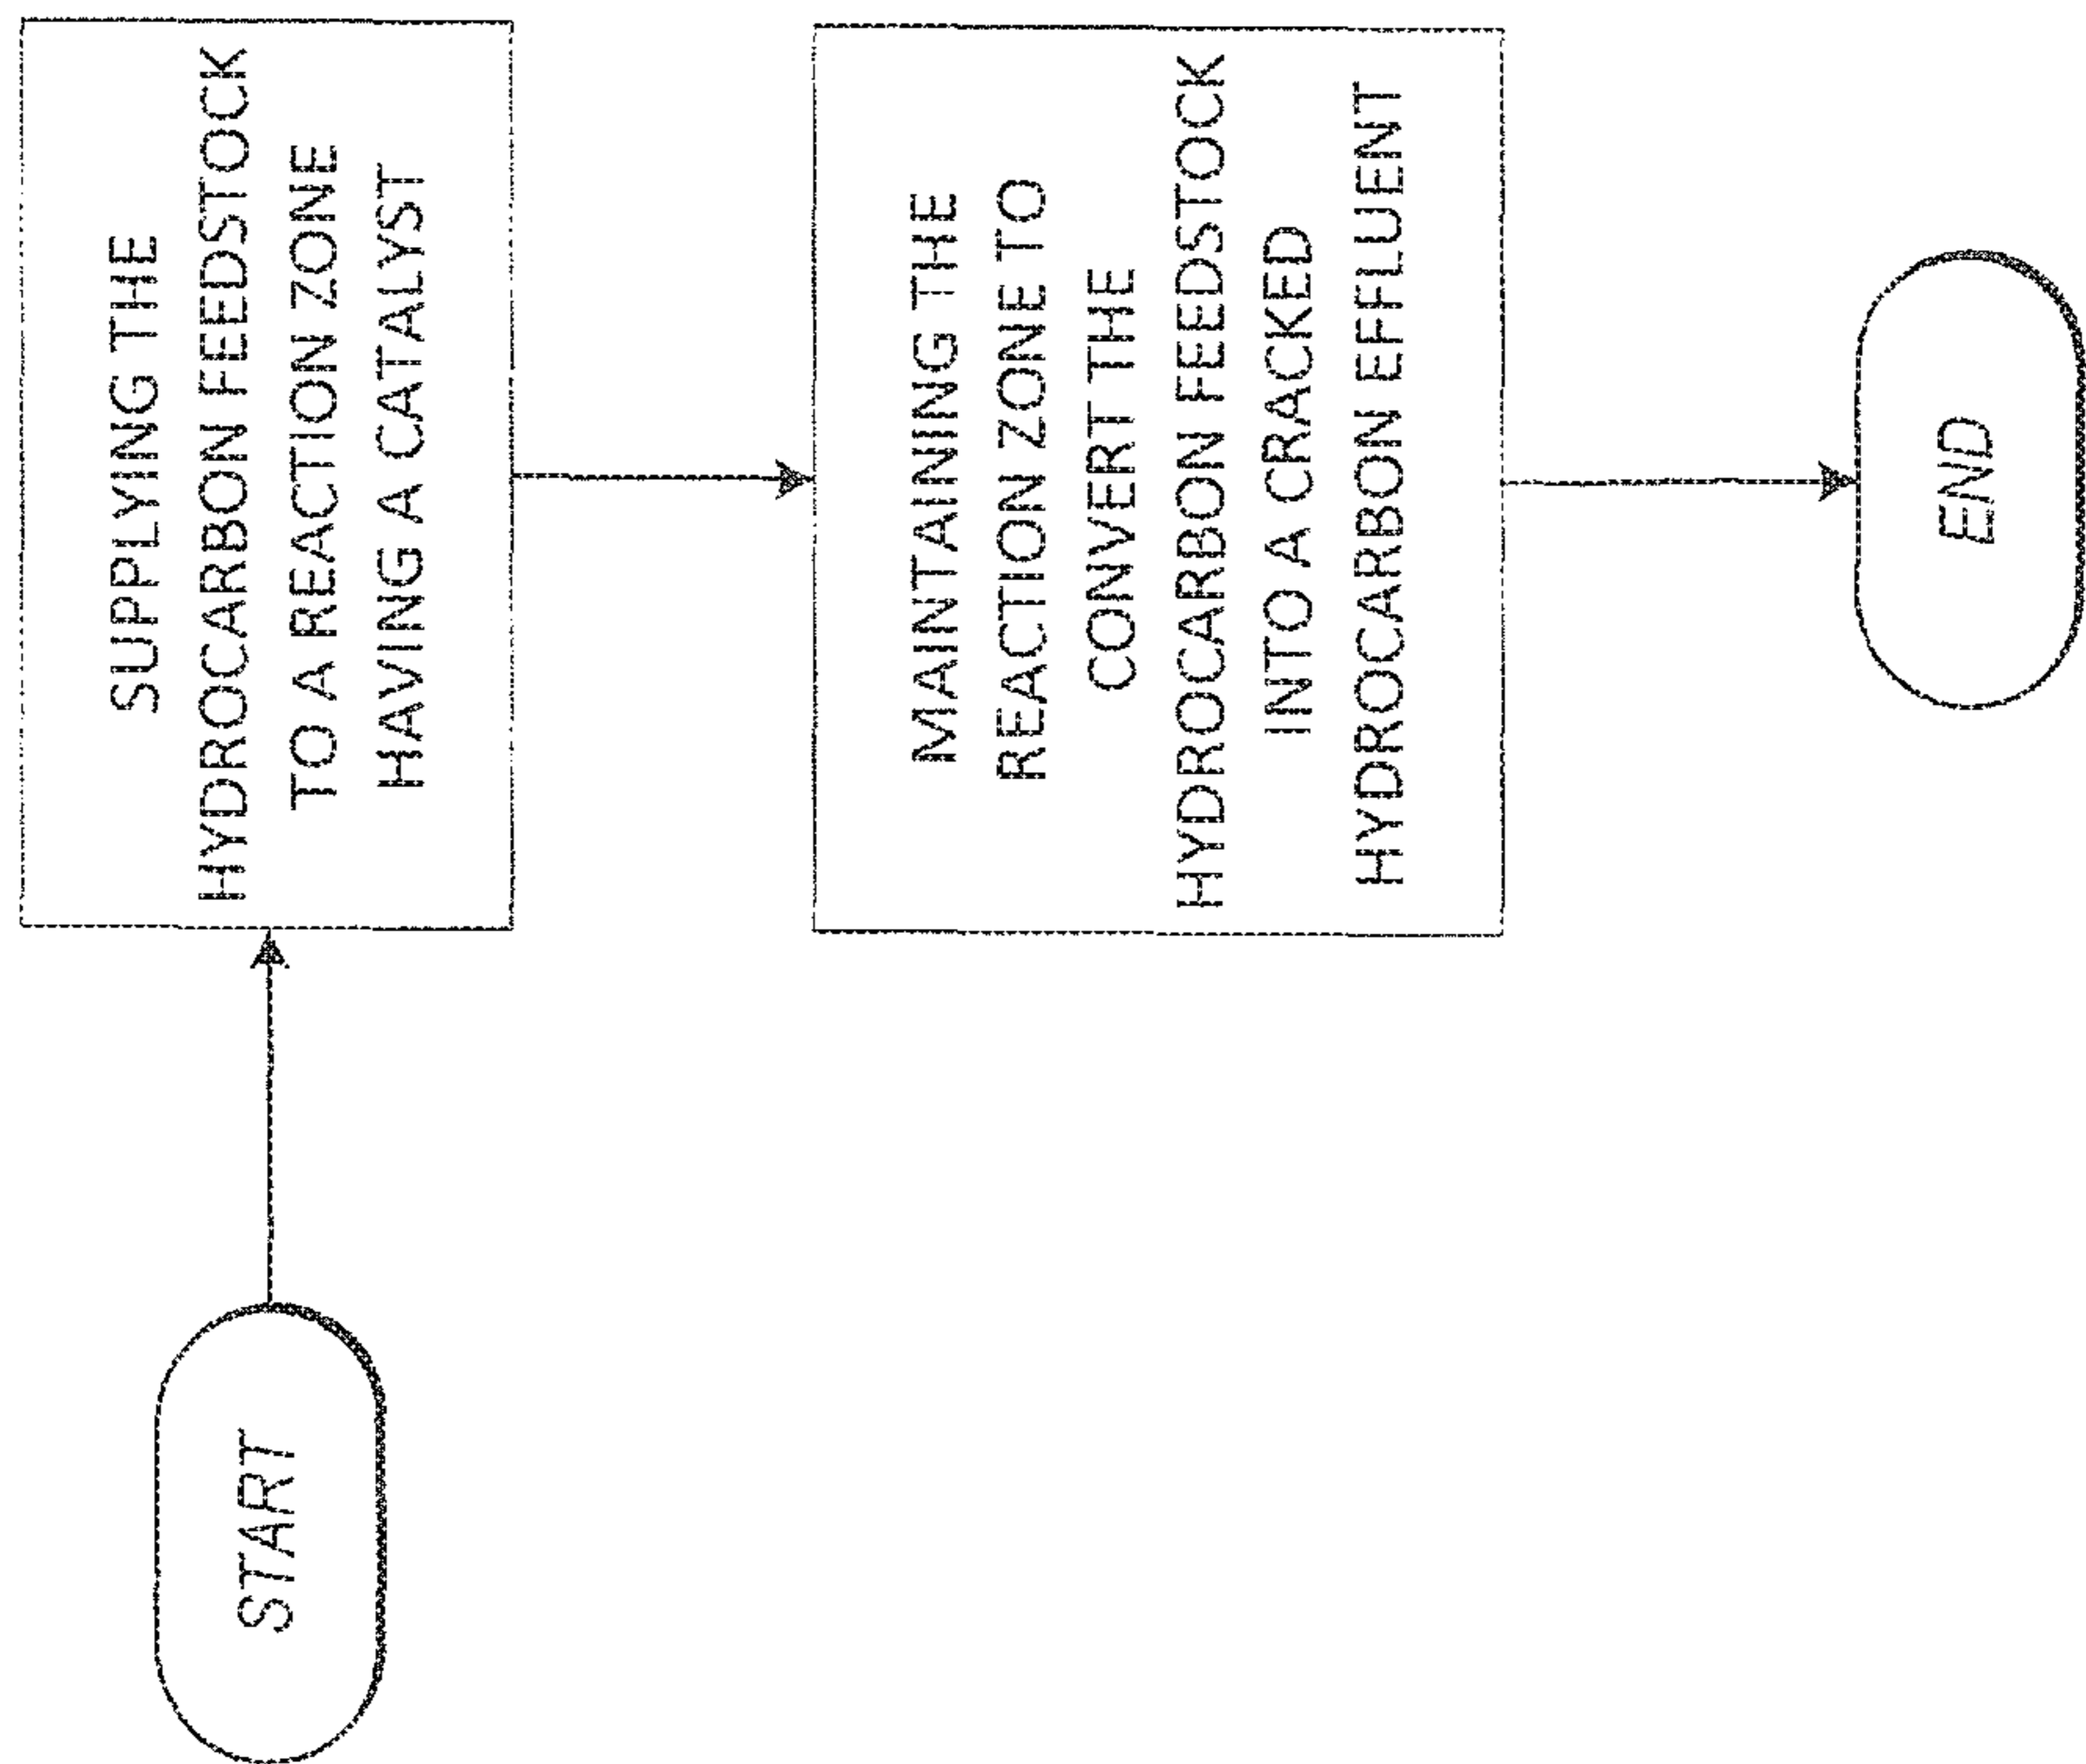 START
SUPPLYING THE
HYDROCARBON FEEDSTOCK
TO A REACTION ZONE
HAVING A CATALYST
MAINTAINING THE
REACTION ZONE TO
CONVERT THE
HYDROCARBON FEEDSTOCK
INTO A CRACKED
HYDROCARBON EFFLUENT
END